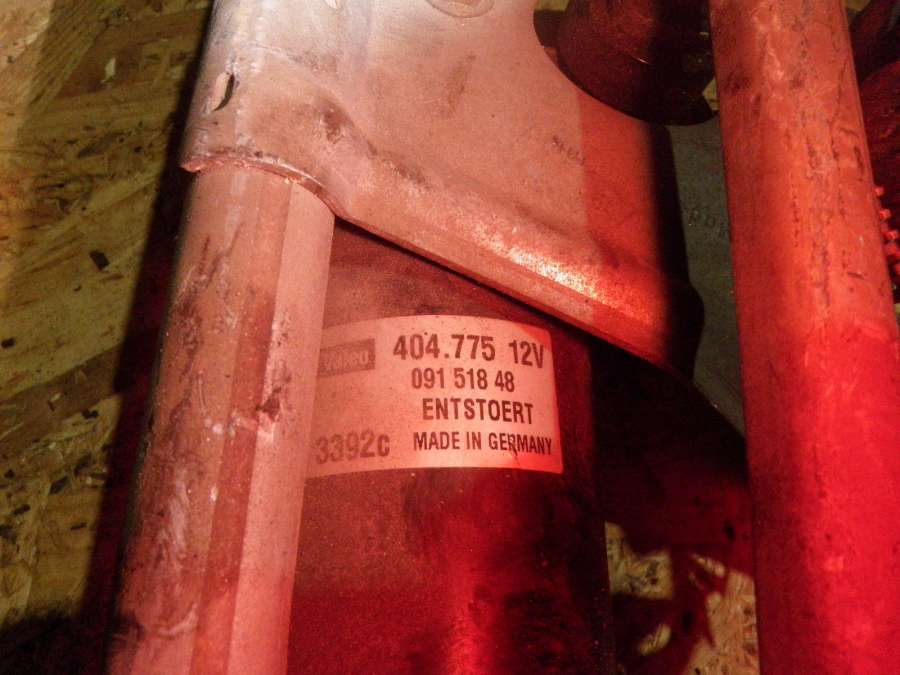 Valeo 404.775 12V
091 518 48
ENTSTOERT
3392c MADE IN GERMANY